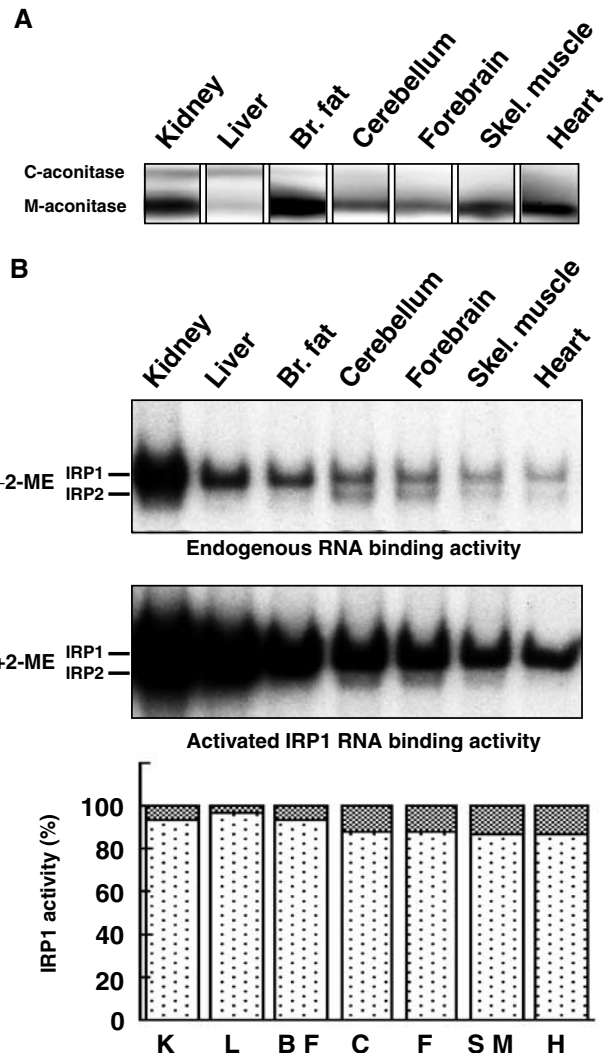 A
Kidney Liver Br. fat Cerebellum Forebrain Skel. muscle Heart
C-aconitase
M-aconitase
B
Kidney Liver Br. fat Cerebellum Forebrain Skel. muscle Heart
-2-ME IRP1
IRP2
Endogenous RNA binding activity
+2-ME IRP1
IRP2
Activated IRP1 RNA binding activity
IRP1 activity (%)
100
80
60
40
20
0
K L B F C F S M H